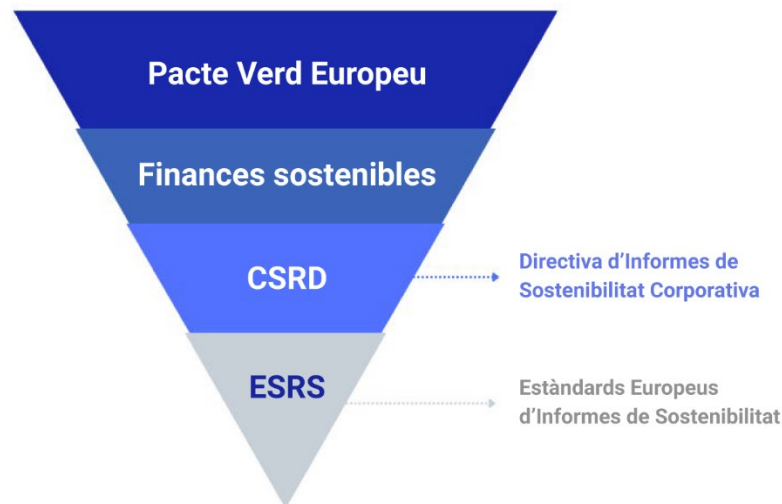 Pacte Verd Europeu
Finances sostenibles
CSRD
Directiva d’Informes de
Sostenibilitat Corporativa
ESRS
Estàndards Europeus
d’Informes de Sostenibilitat